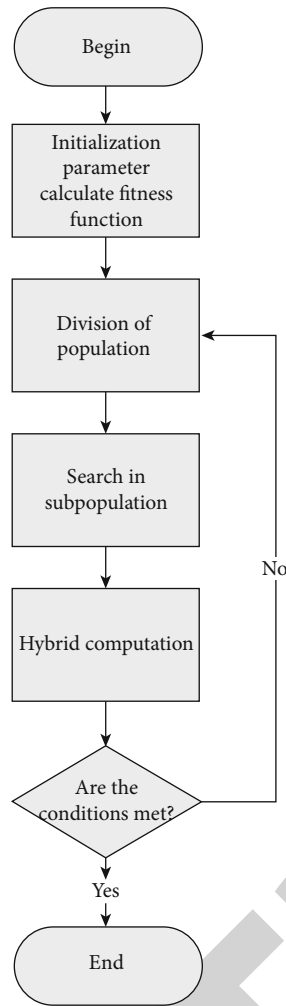 Begin
Initialization
parameter
calculate fitness
function
Division of
population
Search in
subpopulation
Hybrid computation
No
Are the
conditions met?
Yes
End